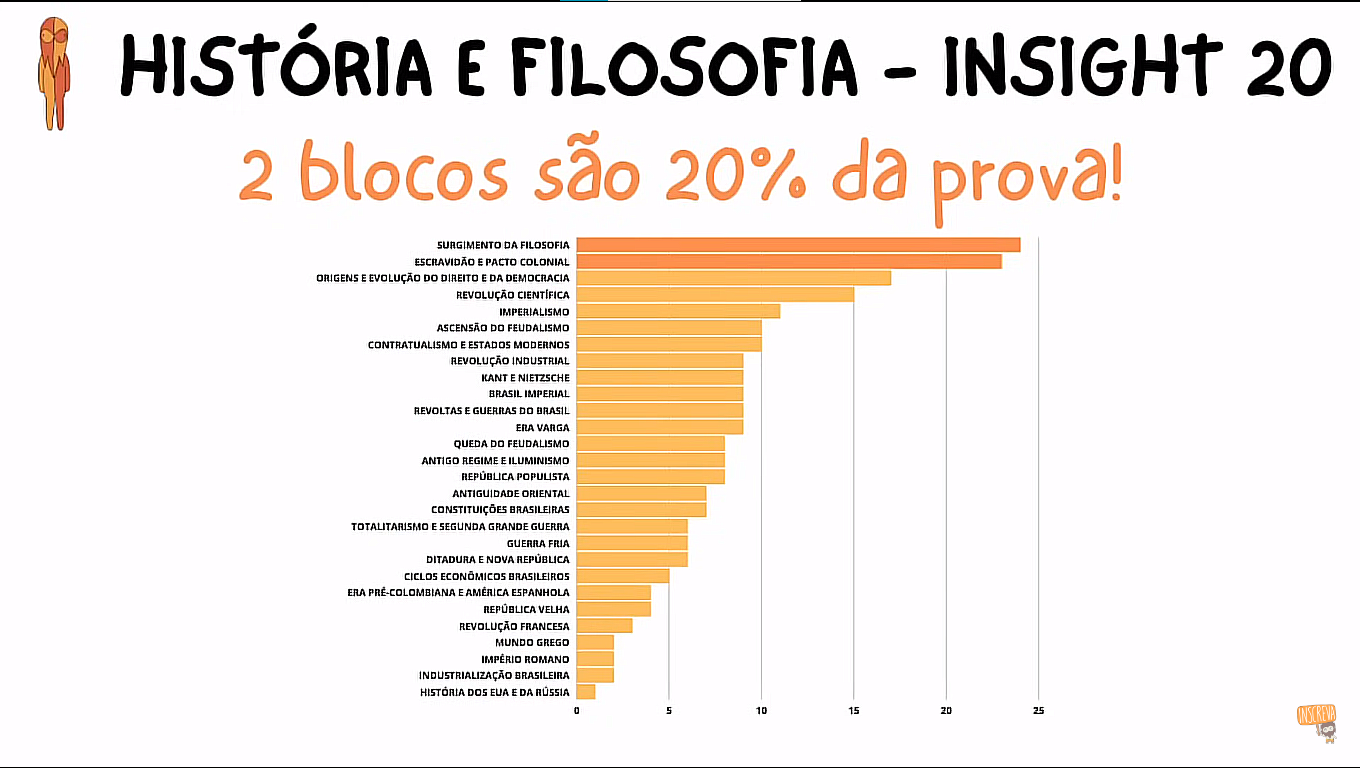 HISTÓRIA E FILOSOFIA - INSIGHT 20
2 blocos são 20% da prova!
SURGIMENTO DA FILOSOFIA
ESCRAVIDÃO E PACTO COLONIAL
ORIGENS E EVOLUÇÃO DO DIREITO E DA DEMOCRACIA
REVOLUÇÃO CIENTÍFICA
IMPERIALISMO
ASCENSÃO DO FEUDALISMO
CONTRATUALISMO E ESTADOS MODERNOS
REVOLUÇÃO INDUSTRIAL
KANT E NIETZSCHE
BRASIL IMPERIAL
REVOLTAS E GUERRAS DO BRASIL
ERA VARGA
QUEDA DO FEUDALISMO
ANTIGO REGIME E ILUMINISMO
REPÚBLICA POPULISTA
ANTIGUIDADE ORIENTAL
CONSTITUIÇÕES BRASILEIRAS
TOTALITARISMO E SEGUNDA GRANDE GUERRA
GUERRA FRIA
DITADURA E NOVA REPÚBLICA
CICLOS ECONÔMICOS BRASILEIROS
ERA PRÉ-COLOMBIANA E AMÉRICA ESPANHOLA
REPÚBLICA VELHA
REVOLUÇÃO FRANCESA
MUNDO GREGO
IMPÉRIO ROMANO
INDUSTRIALIZAÇÃO BRASILEIRA
HISTÓRIA DOS EUA E DA RÚSSIA
0 5 10 15 20 25
INSCREVA